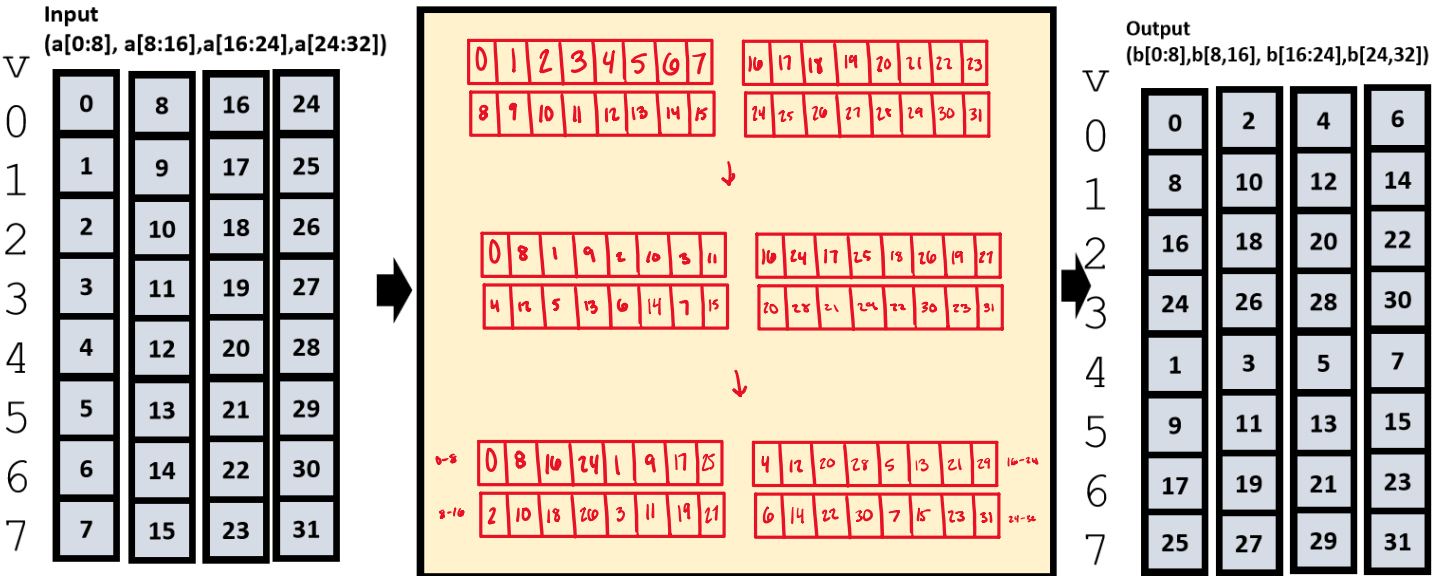 Input
(a[0:8], a[8:16],a[16:24],a[24:32])
v
0 0 8 16 24
1 1 9 17 25
2 2 10 18 26
3 3 11 19 27
4 4 12 20 28
5 5 13 21 29
6 6 14 22 30
7 7 15 23 31
0 1 2 3 4 5 6 7 16 17 18 19 20 21 22 23
8 9 10 11 12 13 14 15 24 25 26 27 28 29 30 31
0 8 1 9 2 10 3 11 16 24 17 25 18 26 19 27
4 12 5 13 6 14 7 15 20 28 21 29 22 30 23 31
0-8 0 8 16 24 1 9 17 25 4 12 20 28 5 13 21 29 16-24
8-16 2 10 18 26 3 11 19 27 6 14 22 30 7 15 23 31 24-32
Output
(b[0:8],b[8,16], b[16:24],b[24,32])
v
0 0 2 4 6
1 8 10 12 14
2 16 18 20 22
3 24 26 28 30
4 1 3 5 7
5 9 11 13 15
6 17 19 21 23
7 25 27 29 31